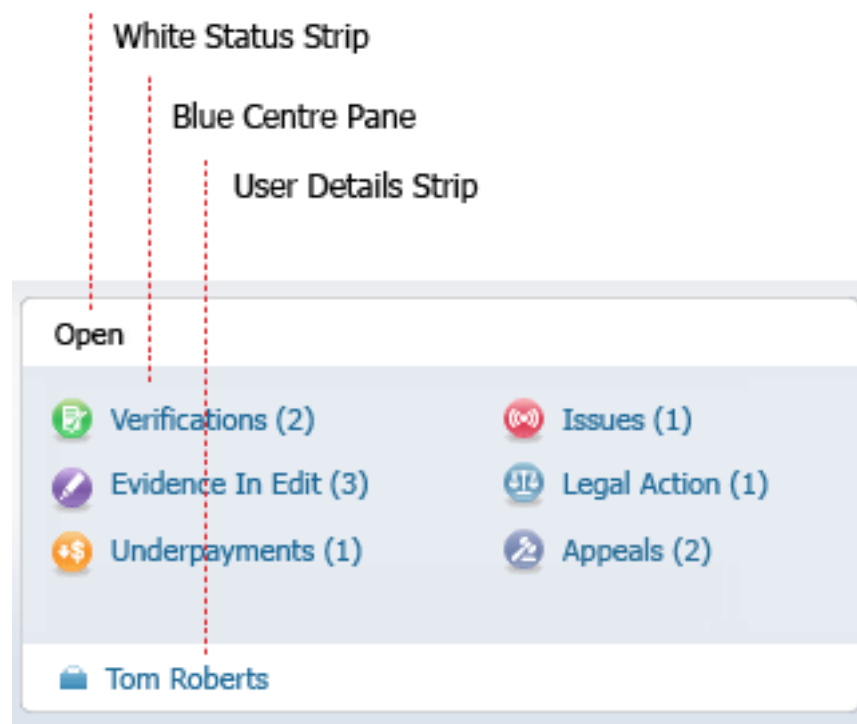 White Status Strip
Blue Centre Pane
User Details Strip
Open
Verifications (2)
Issues (1)
Evidence In Edit (3)
Legal Action (1)
Underpayments (1)
Appeals (2)
Tom Roberts